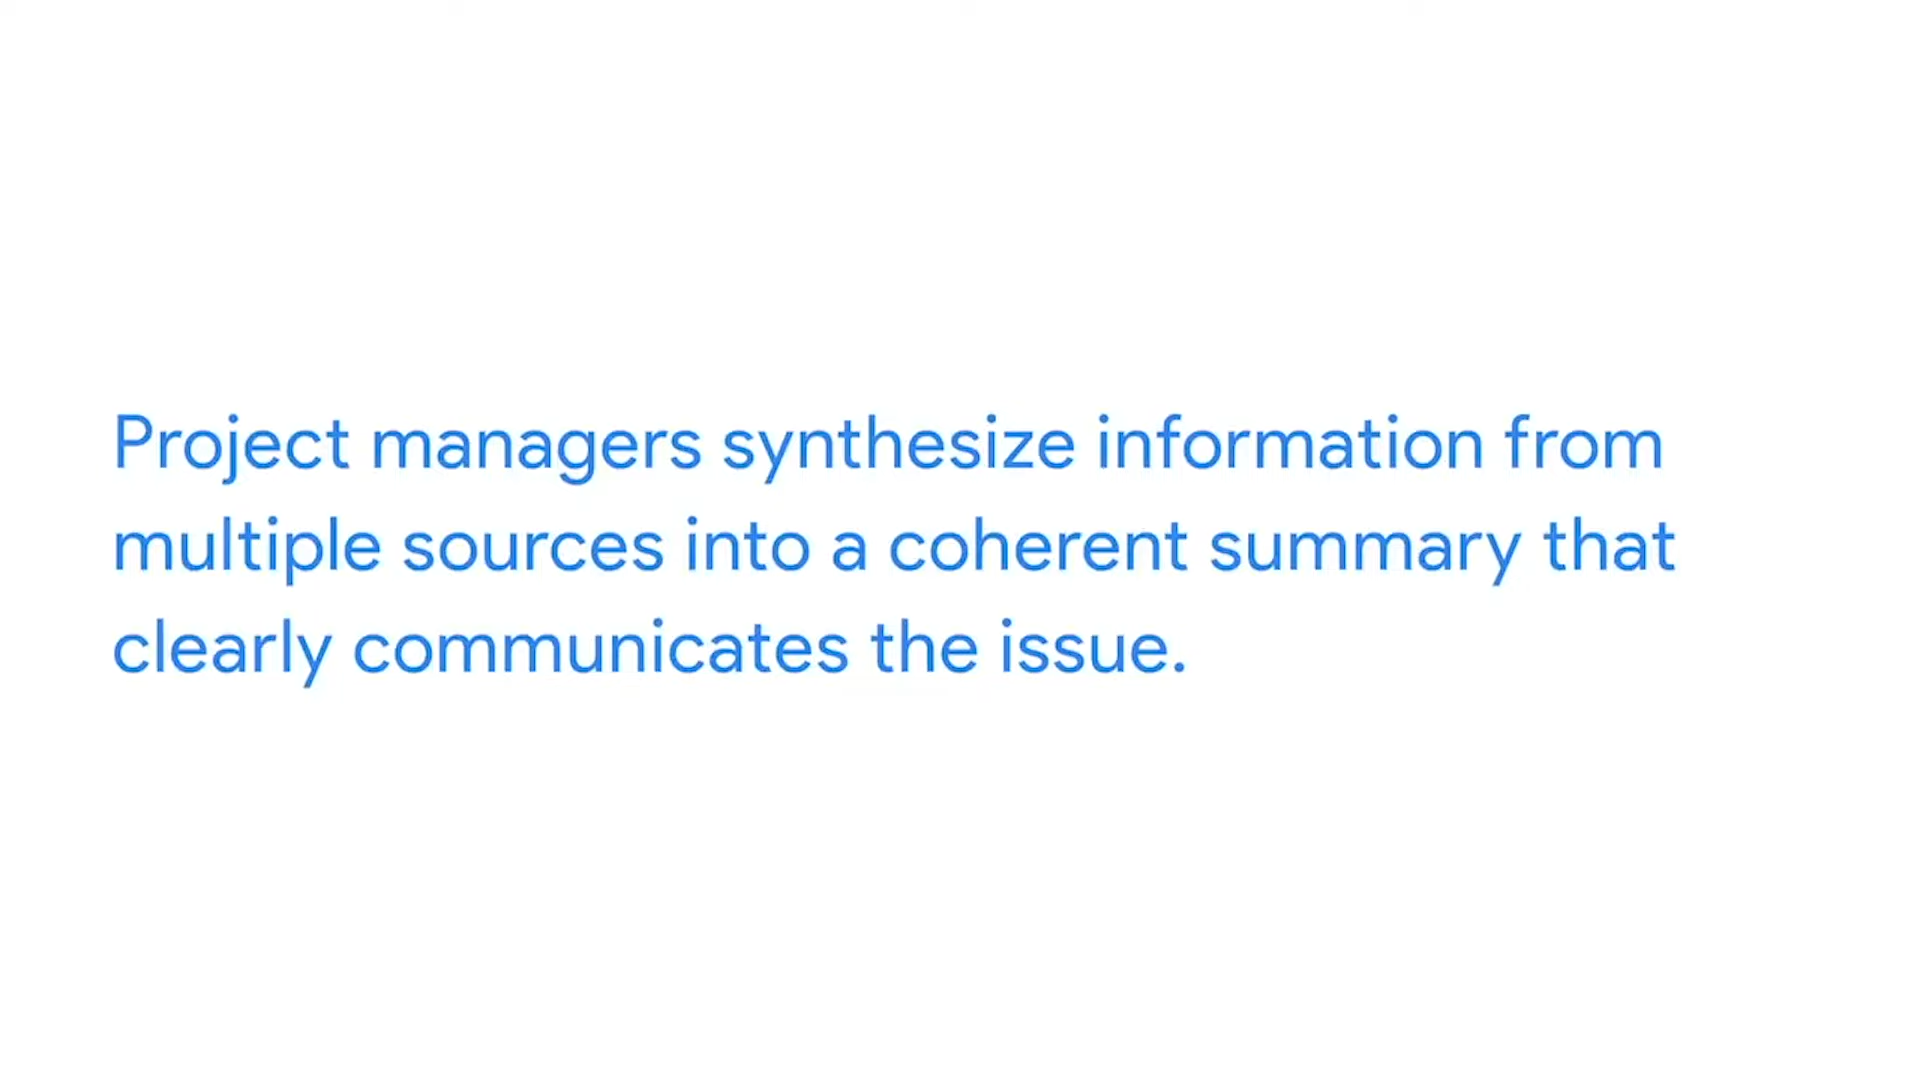 Project managers synthesize information from
multiple sources into a coherent summary that
clearly communicates the issue.